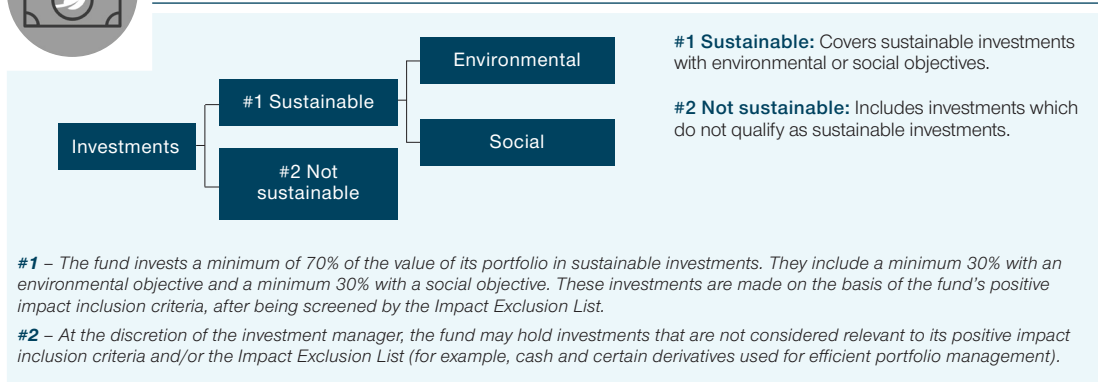 Investments
#1 Sustainable
#2 Not
sustainable
Environmental
Social
#1 Sustainable: Covers sustainable investments
with environmental or social objectives.
#2 Not sustainable: Includes investments which
do not qualify as sustainable investments.
#1 – The fund invests a minimum of 70% of the value of its portfolio in sustainable investments. They include a minimum 30% with an
environmental objective and a minimum 30% with a social objective. These investments are made on the basis of the fund's positive
impact inclusion criteria, after being screened by the Impact Exclusion List.
#2 – At the discretion of the investment manager, the fund may hold investments that are not considered relevant to its positive impact
inclusion criteria and/or the Impact Exclusion List (for example, cash and certain derivatives used for efficient portfolio management).